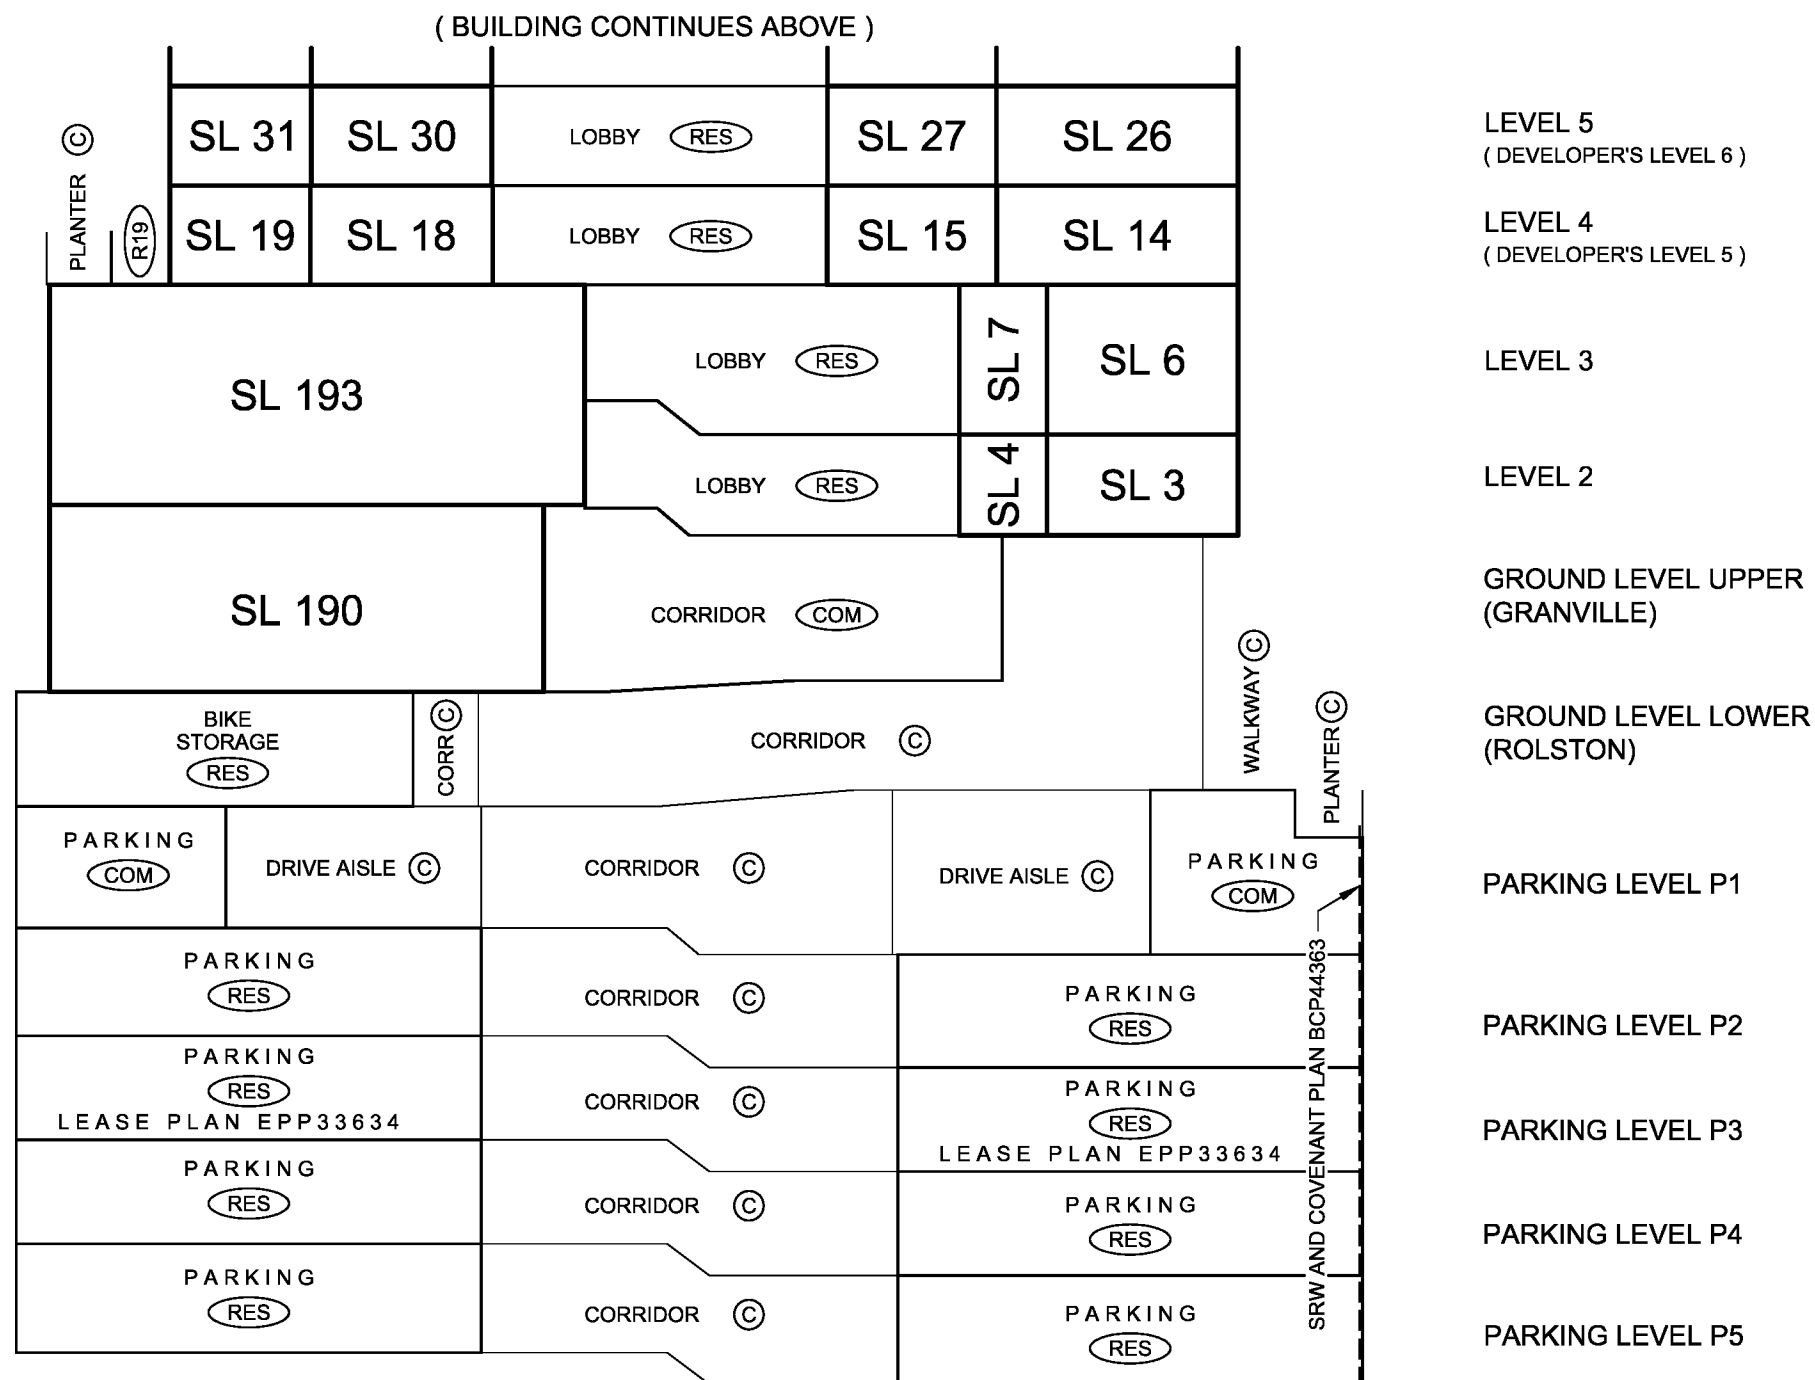 ( BUILDING CONTINUES ABOVE )
SL 31
SL 30
LOBBY RES
SL 27
SL 26
LEVEL 5
( DEVELOPER'S LEVEL 6 )
PLANTER C
R19
SL 19
SL 18
LOBBY RES
SL 15
SL 14
LEVEL 4
( DEVELOPER'S LEVEL 5 )
SL 193
LOBBY RES
SL 7
SL 6
LEVEL 3
LOBBY RES
SL 4
SL 3
LEVEL 2
SL 190
CORRIDOR COM
GROUND LEVEL UPPER
(GRANVILLE)
BIKE
STORAGE
RES
CORR C
CORRIDOR C
WALKWAY C
PLANTER C
GROUND LEVEL LOWER
(ROLSTON)
PARKING
COM
DRIVE AISLE C
CORRIDOR C
DRIVE AISLE C
PARKING
COM
PARKING LEVEL P1
SRW AND COVENANT PLAN BCP44363
PARKING
RES
CORRIDOR C
PARKING
RES
PARKING LEVEL P2
PARKING
RES
LEASE PLAN EPP33634
CORRIDOR C
PARKING
RES
LEASE PLAN EPP33634
PARKING LEVEL P3
PARKING
RES
CORRIDOR C
PARKING
RES
PARKING LEVEL P4
PARKING
RES
CORRIDOR C
PARKING
RES
PARKING LEVEL P5